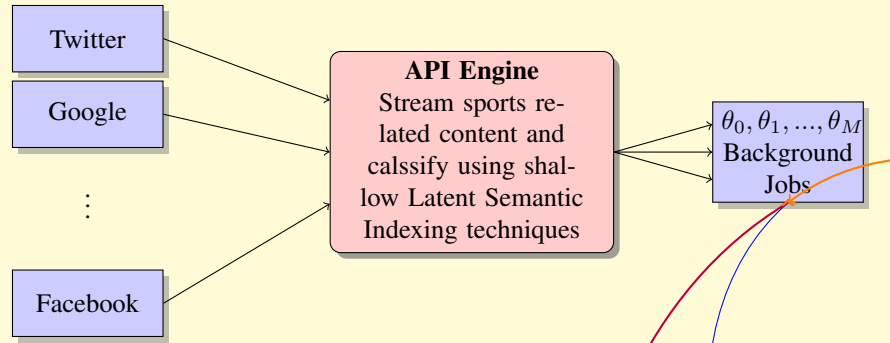 Twitter
Google
⋮
Facebook
API Engine
Stream sports re-
lated content and
calssify using shal-
low Latent Semantic
Indexing techniques
θ₀, θ₁, ..., θ_M
Background
Jobs